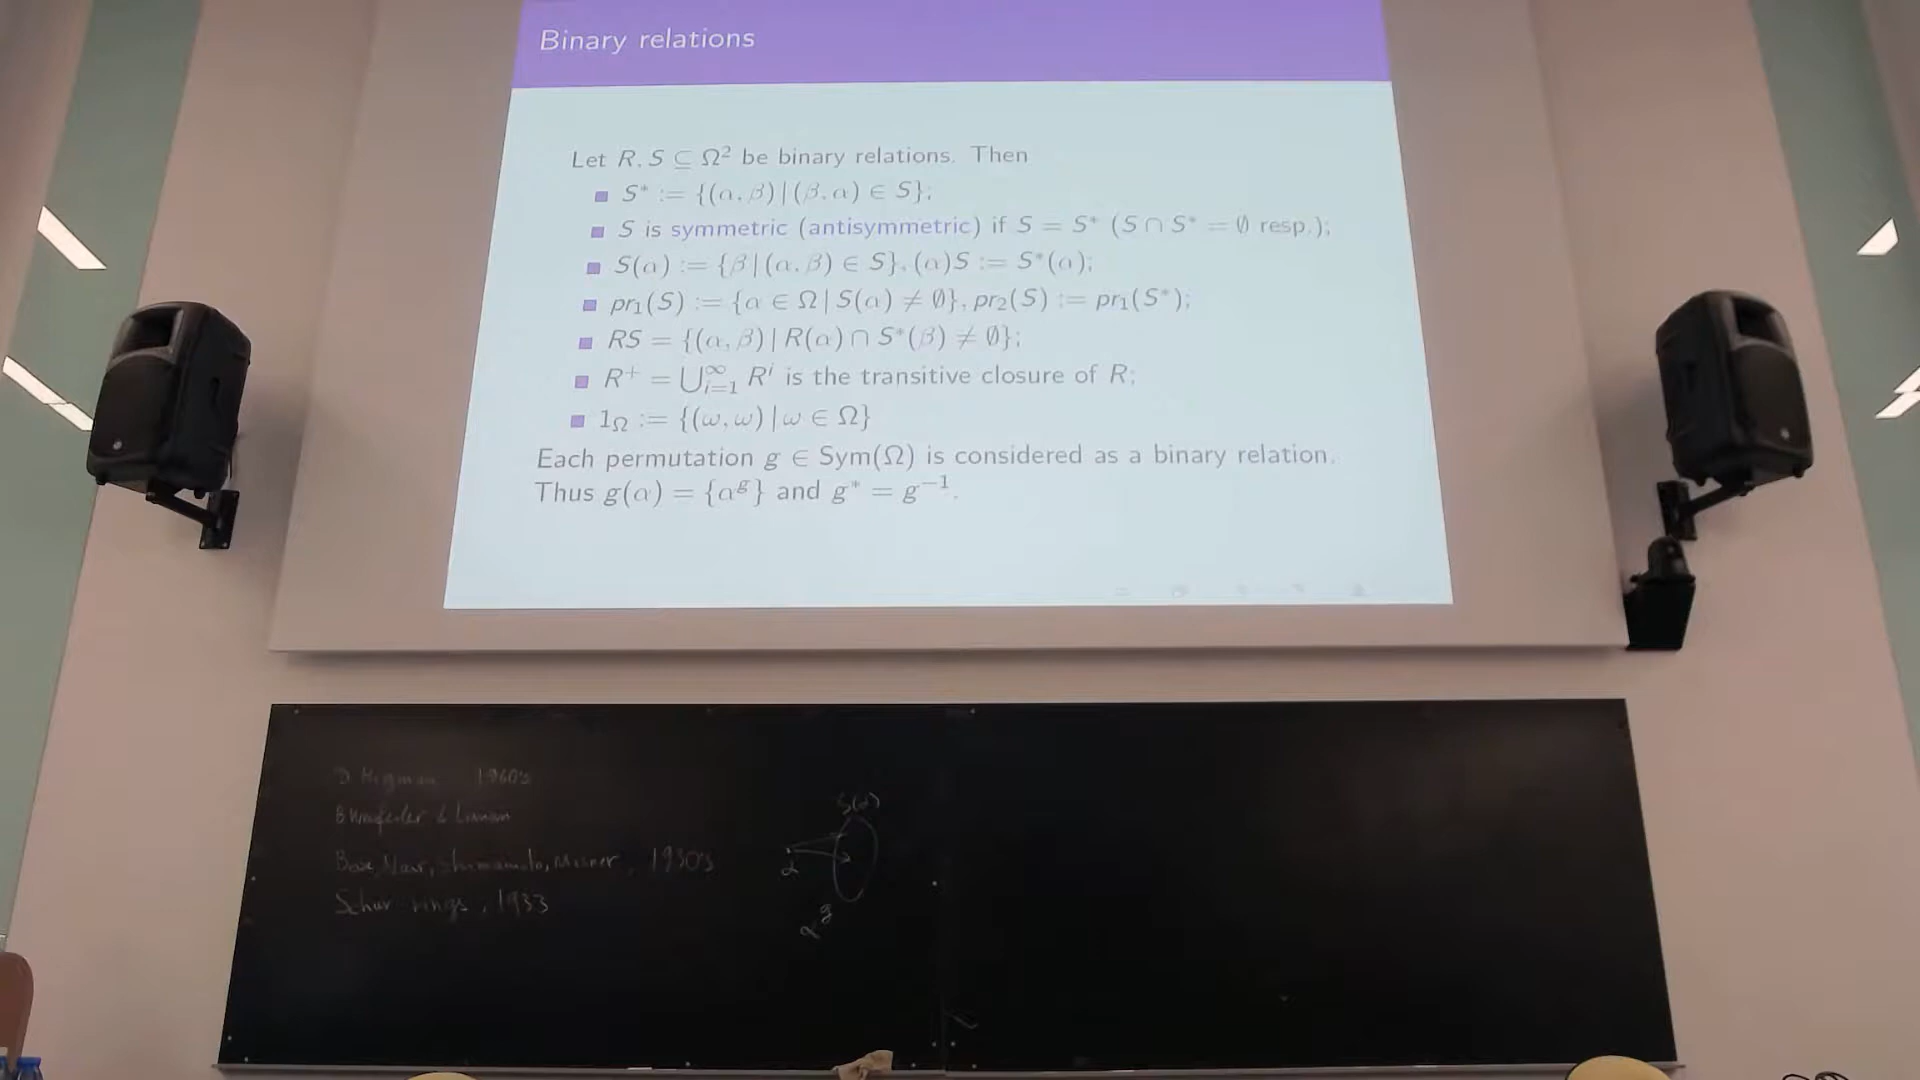 Binary relations
Let R, S ⊆ Ω² be binary relations. Then
S* := {(α, β) | (β, α) ∈ S};
S is symmetric (antisymmetric) if S = S* (S ∩ S* = ∅ resp.);
S(α) := {β | (α, β) ∈ S}, (α)S := S*(α);
pr₁(S) := {α ∈ Ω | S(α) ≠ ∅}, pr₂(S) := pr₁(S*);
RS = {(α, β) | R(α) ∩ S*(β) ≠ ∅};
R⁺ = ⋃_{i=1}^{∞} Rⁱ is the transitive closure of R;
1_Ω := {(ω, ω) | ω ∈ Ω}
Each permutation g ∈ Sym(Ω) is considered as a binary relation.
Thus g(α) = {α^g} and g* = g⁻¹.
D. Higman 1960's
B &
Bose, 1930's
Schur rings, 1933
S(α)
α
α^g